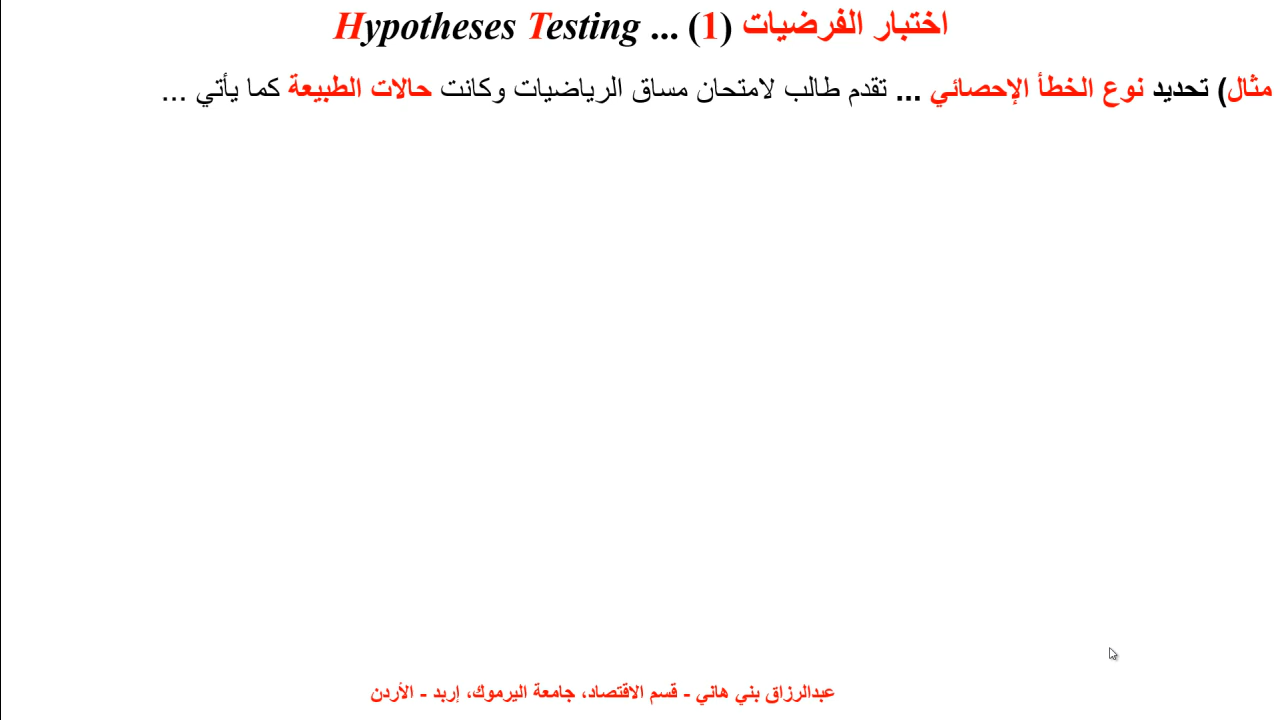 اختبار الفرضيات (1) ... Hypotheses Testing
مثال) تحديد نوع الخطأ الإحصائي ... تقدم طالب لامتحان مساق الرياضيات وكانت حالات الطبيعة كما يأتي ...
عبدالرزاق بني هاني - قسم الاقتصاد، جامعة اليرموك، إربد - الأردن